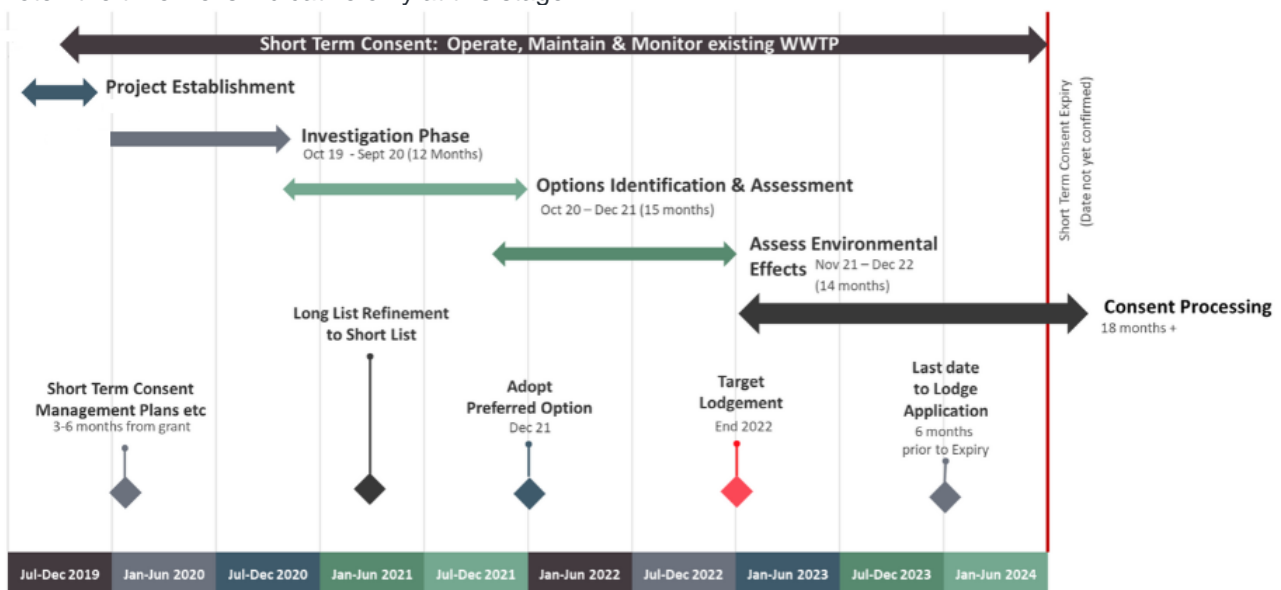 Short Term Consent: Operate, Maintain & Monitor existing WWTP
Project Establishment
Investigation Phase
Oct 19 - Sept 20 (12 Months)
Options Identification & Assessment
Oct 20 – Dec 21 (15 months)
Assess Environmental
Effects Nov 21 – Dec 22
(14 months)
Short Term Consent Expiry
(Date not yet confirmed)
Consent Processing
18 months +
Long List Refinement
to Short List
Short Term Consent
Management Plans etc
3-6 months from grant
Adopt
Preferred Option
Dec 21
Target
Lodgement
End 2022
Last date
to Lodge
Application
6 months
prior to Expiry
Jul-Dec 2019 Jan-Jun 2020 Jul-Dec 2020 Jan-Jun 2021 Jul-Dec 2021 Jan-Jun 2022 Jul-Dec 2022 Jan-Jun 2023 Jul-Dec 2023 Jan-Jun 2024